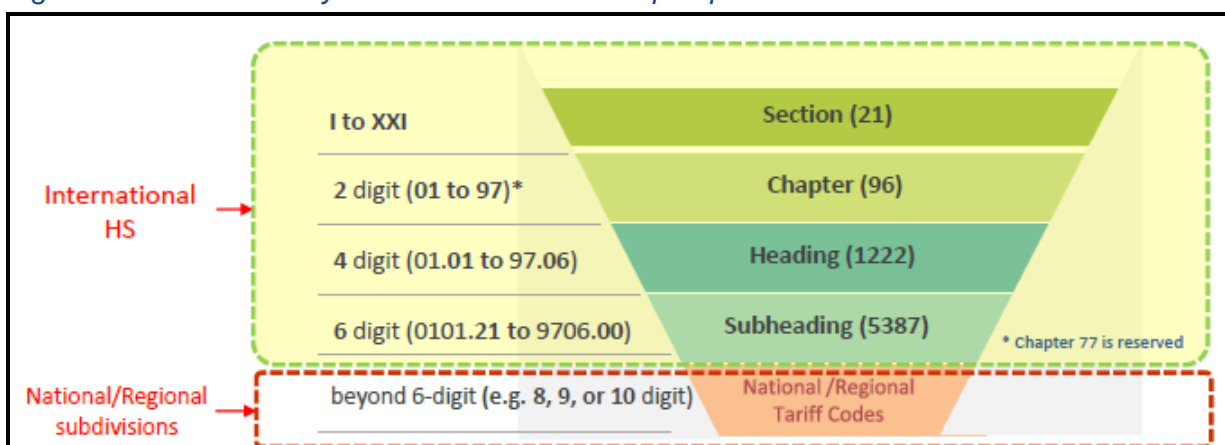 I to XXI
Section (21)
2 digit (01 to 97)*
Chapter (96)
International
HS
4 digit (01.01 to 97.06)
Heading (1222)
6 digit (0101.21 to 9706.00)
Subheading (5387)
* Chapter 77 is reserved
National/Regional
subdivisions
beyond 6-digit (e.g. 8, 9, or 10 digit)
National /Regional
Tariff Codes